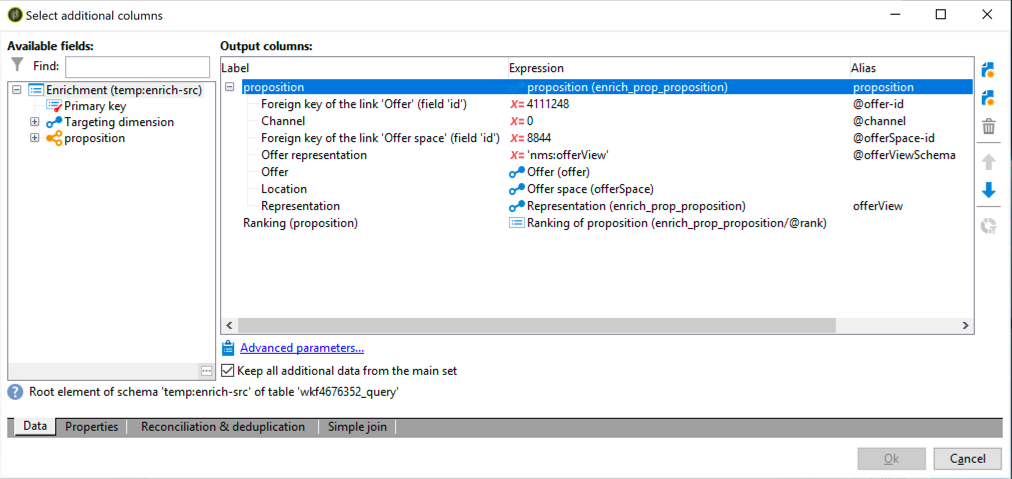 Select additional columns
Available fields:
Find:
Enrichment (temp:enrich-src)
Primary key
Targeting dimension
proposition
Output columns:
Label Expression Alias
proposition proposition (enrich_prop_proposition) proposition
Foreign key of the link 'Offer' (field 'id') X= 4111248 @offer-id
Channel X= 0 @channel
Foreign key of the link 'Offer space' (field 'id') X= 8844 @offerSpace-id
Offer representation X= 'nms:offerView' @offerViewSchema
Offer Offer (offer)
Location Offer space (offerSpace)
Representation Representation (enrich_prop_proposition) offerView
Ranking (proposition) Ranking of proposition (enrich_prop_proposition/@rank)
Advanced parameters...
Keep all additional data from the main set
Root element of schema 'temp:enrich-src' of table 'wkf4676352_query'
Data Properties Reconciliation & deduplication Simple join
Ok Cancel